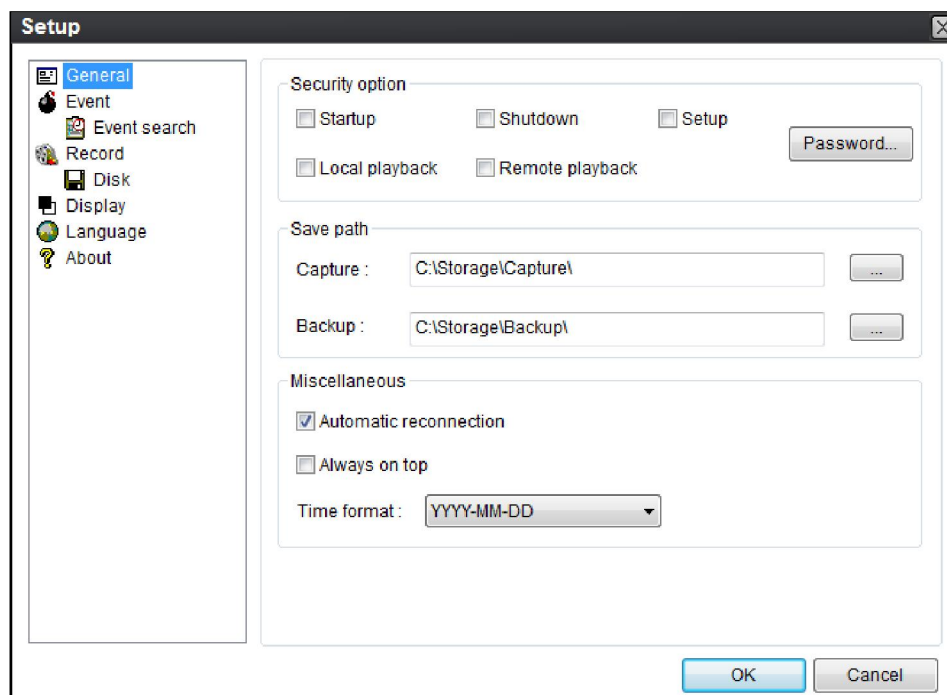 Setup
General
Event
Event search
Record
Disk
Display
Language
About
Security option
Startup
Shutdown
Setup
Password...
Local playback
Remote playback
Save path
Capture :
C:\Storage\Capture\
...
Backup :
C:\Storage\Backup\
...
Miscellaneous
Automatic reconnection
Always on top
Time format :
YYYY-MM-DD
OK
Cancel